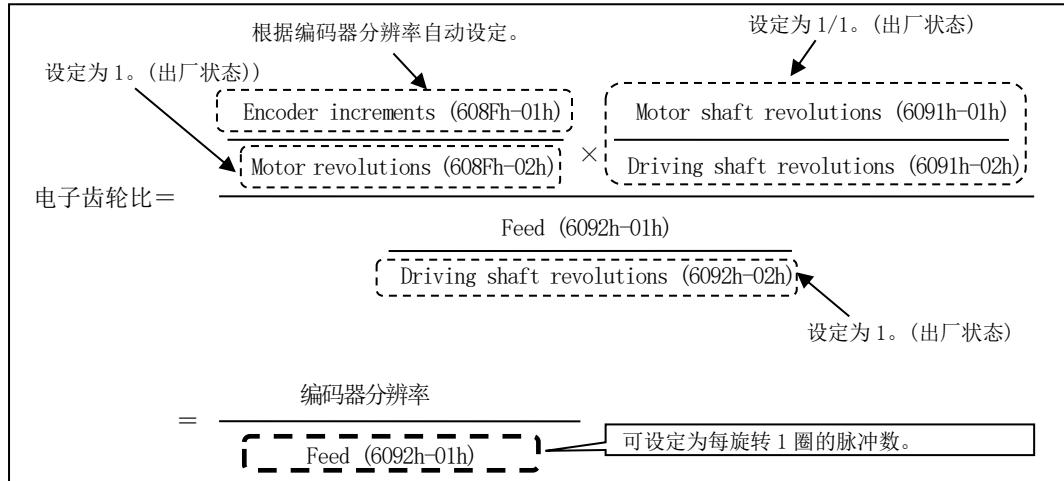 设定为 1/1。(出厂状态)
根据编码器分辨率自动设定。
设定为 1。(出厂状态))
Encoder increments (608Fh-01h)
Motor revolutions (608Fh-02h)
×
Motor shaft revolutions (6091h-01h)
Driving shaft revolutions (6091h-02h)
电子齿轮比＝
Feed (6092h-01h)
Driving shaft revolutions (6092h-02h)
设定为 1。(出厂状态)
＝
编码器分辨率
Feed (6092h-01h)
可设定为每旋转 1 圈的脉冲数。